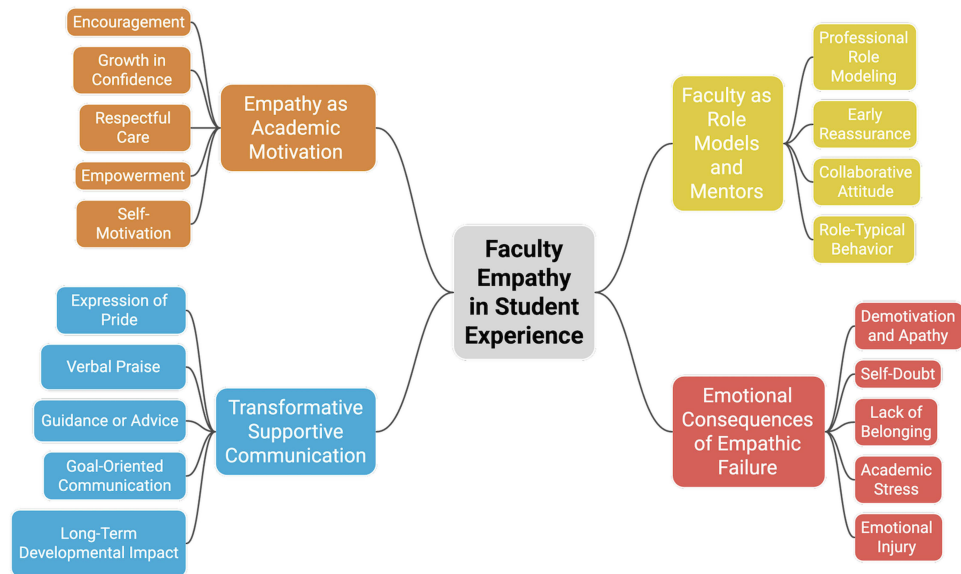 Encouragement
Growth in
Confidence
Respectful
Care
Empowerment
Self-
Motivation
Empathy as
Academic
Motivation
Expression of
Pride
Verbal Praise
Guidance or Advice
Goal-Oriented
Communication
Long-Term
Developmental Impact
Transformative
Supportive
Communication
Faculty
Empathy
in Student
Experience
Faculty as
Role
Models
and
Mentors
Professional
Role
Modeling
Early
Reassurance
Collaborative
Attitude
Role-Typical
Behavior
Emotional
Consequences
of Empathic
Failure
Demotivation
and Apathy
Self-Doubt
Lack of
Belonging
Academic
Stress
Emotional
Injury